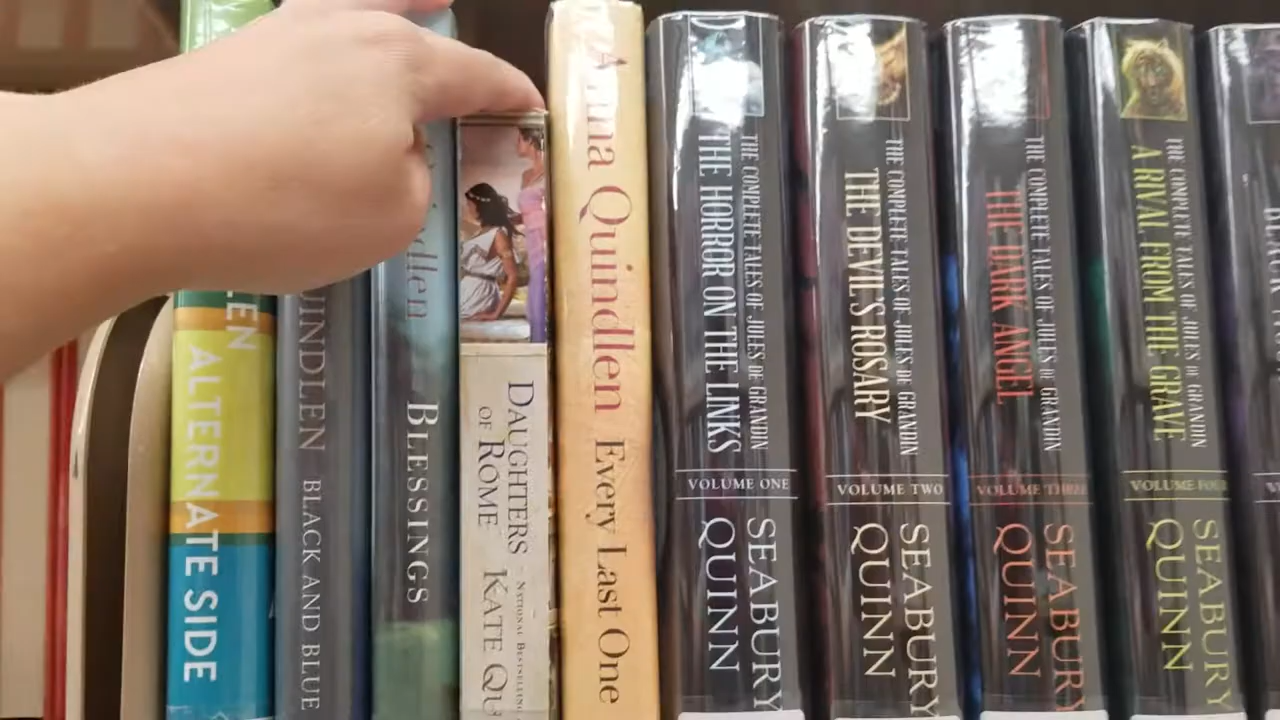 LEN ALTERNATE SIDE
UINDLEN BLACK AND BLUE
dllen BLESSINGS
DAUGHTERS
OF ROME
NATIONAL BESTSELLING
KATE QU
Anna Quindlen Every Last One
THE COMPLETE TALES OF JULES DE GRANDIN
THE HORROR ON THE LINKS
VOLUME ONE
SEABURY
QUINN
THE COMPLETE TALES OF JULES DE GRANDIN
THE DEVIL'S ROSARY
VOLUME TWO
SEABURY
QUINN
THE COMPLETE TALES OF JULES DE GRANDIN
THE DARK ANGEL
VOLUME THREE
SEABURY
QUINN
THE COMPLETE TALES OF JULES DE GRANDIN
A RIVAL FROM THE GRAVE
VOLUME FOUR
SEABURY
QUINN